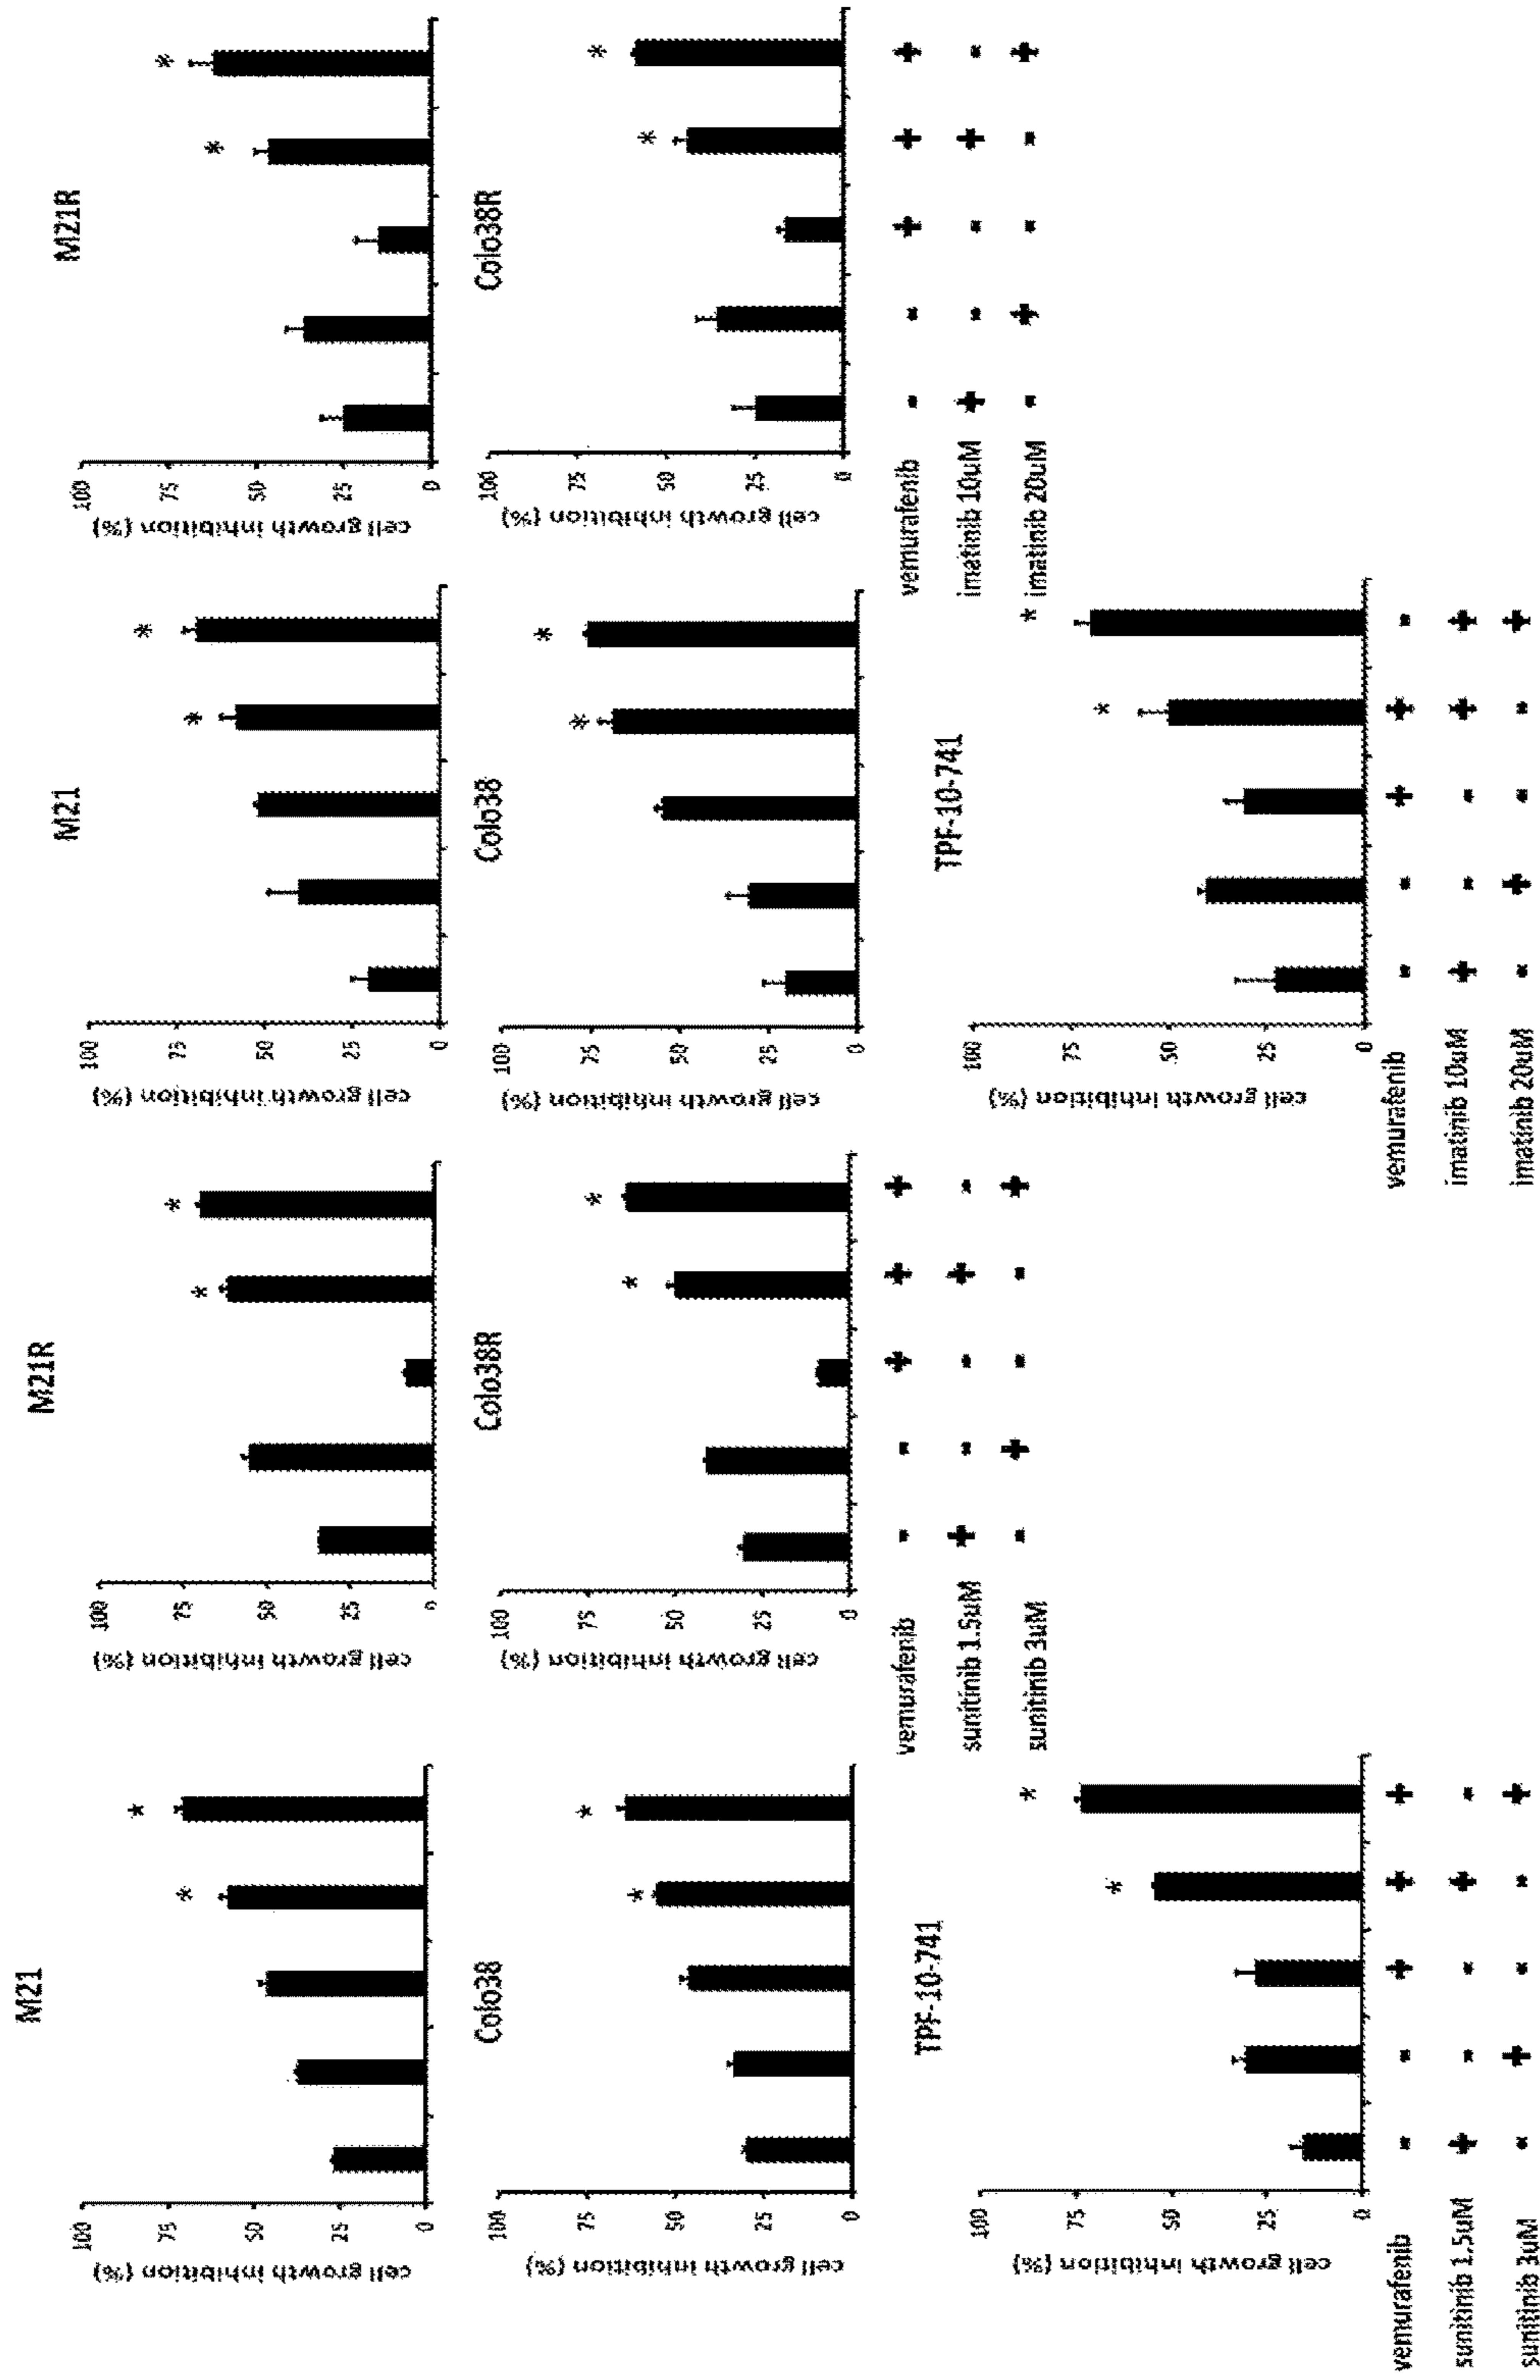 M21
cell growth inhibition (%)
100
75
50
25
0
* *
M21R
cell growth inhibition (%)
100
75
50
25
0
* *
M21
cell growth inhibition (%)
100
75
50
25
0
* *
M21R
cell growth inhibition (%)
100
75
50
25
0
* *
Colo38
cell growth inhibition (%)
100
75
50
25
0
* *
Colo38R
cell growth inhibition (%)
100
75
50
25
0
* *
vemurafenib - - + + +
sunitinib 1.5uM + - - + -
sunitinib 3uM - + - - +
Colo38
cell growth inhibition (%)
100
75
50
25
0
* *
Colo38R
cell growth inhibition (%)
100
75
50
25
0
* *
vemurafenib - - + + +
imatinib 10uM + - - + -
imatinib 20uM - + - - +
TPF-10-741
cell growth inhibition (%)
100
75
50
25
0
* *
vemurafenib - - + + +
sunitinib 1.5uM + - - + -
sunitinib 3uM - + - - +
TPF-10-741
cell growth inhibition (%)
100
75
50
25
0
* *
vemurafenib - - + + -
imatinib 10uM + - - + +
imatinib 20uM - + - - +